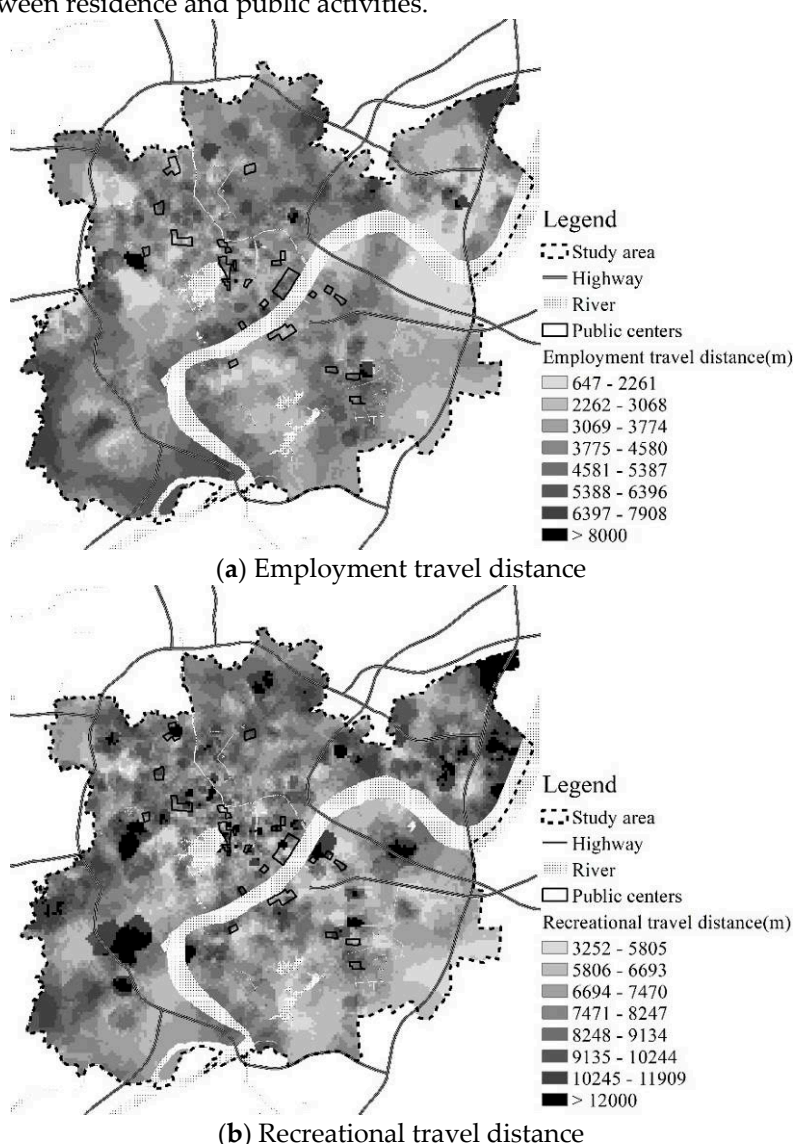 ween residence and public activities.
Legend
Study area
Highway
River
Public centers
Employment travel distance(m)
647 - 2261
2262 - 3068
3069 - 3774
3775 - 4580
4581 - 5387
5388 - 6396
6397 - 7908
> 8000
(a) Employment travel distance
Legend
Study area
Highway
River
Public centers
Recreational travel distance(m)
3252 - 5805
5806 - 6693
6694 - 7470
7471 - 8247
8248 - 9134
9135 - 10244
10245 - 11909
> 12000
(b) Recreational travel distance